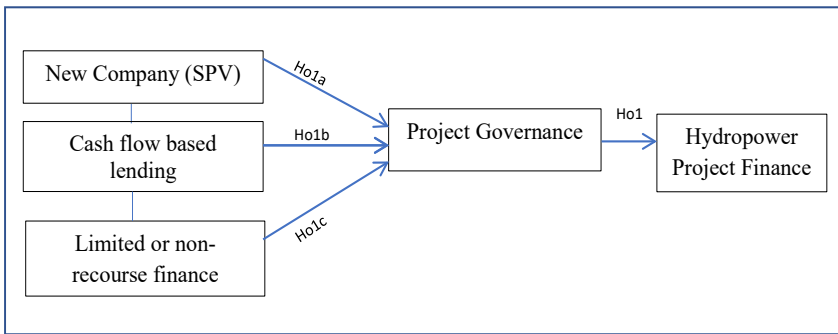 New Company (SPV)
Ho1a
Cash flow based
lending
Ho1b
Limited or non-
recourse finance
Ho1c
Project Governance
Ho1
Hydropower
Project Finance